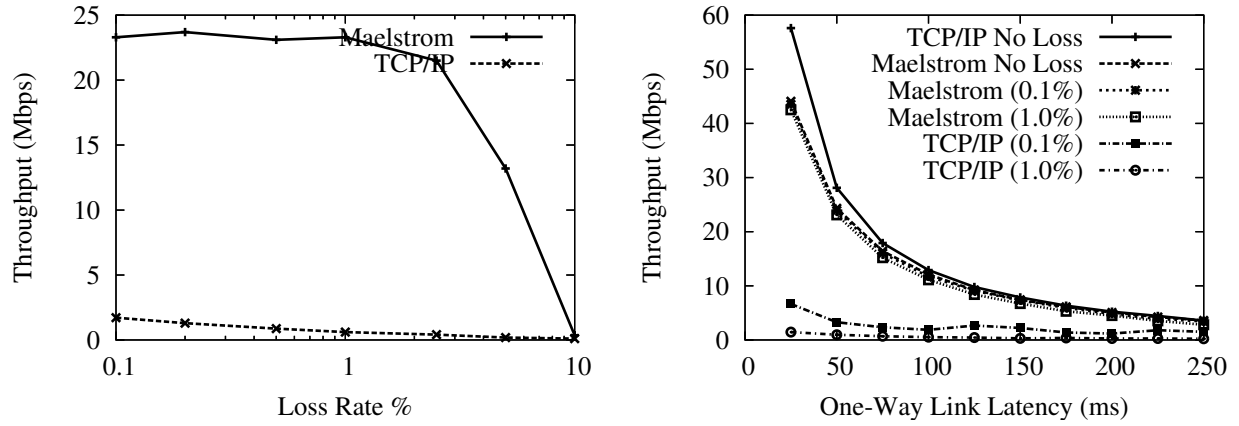 25
20
15
10
5
0
0.1
1
10
Throughput (Mbps)
Loss Rate %
Maelstrom
TCP/IP
60
50
40
30
20
10
0
0
50
100
150
200
250
Throughput (Mbps)
One-Way Link Latency (ms)
TCP/IP No Loss
Maelstrom No Loss
Maelstrom (0.1%)
Maelstrom (1.0%)
TCP/IP (0.1%)
TCP/IP (1.0%)